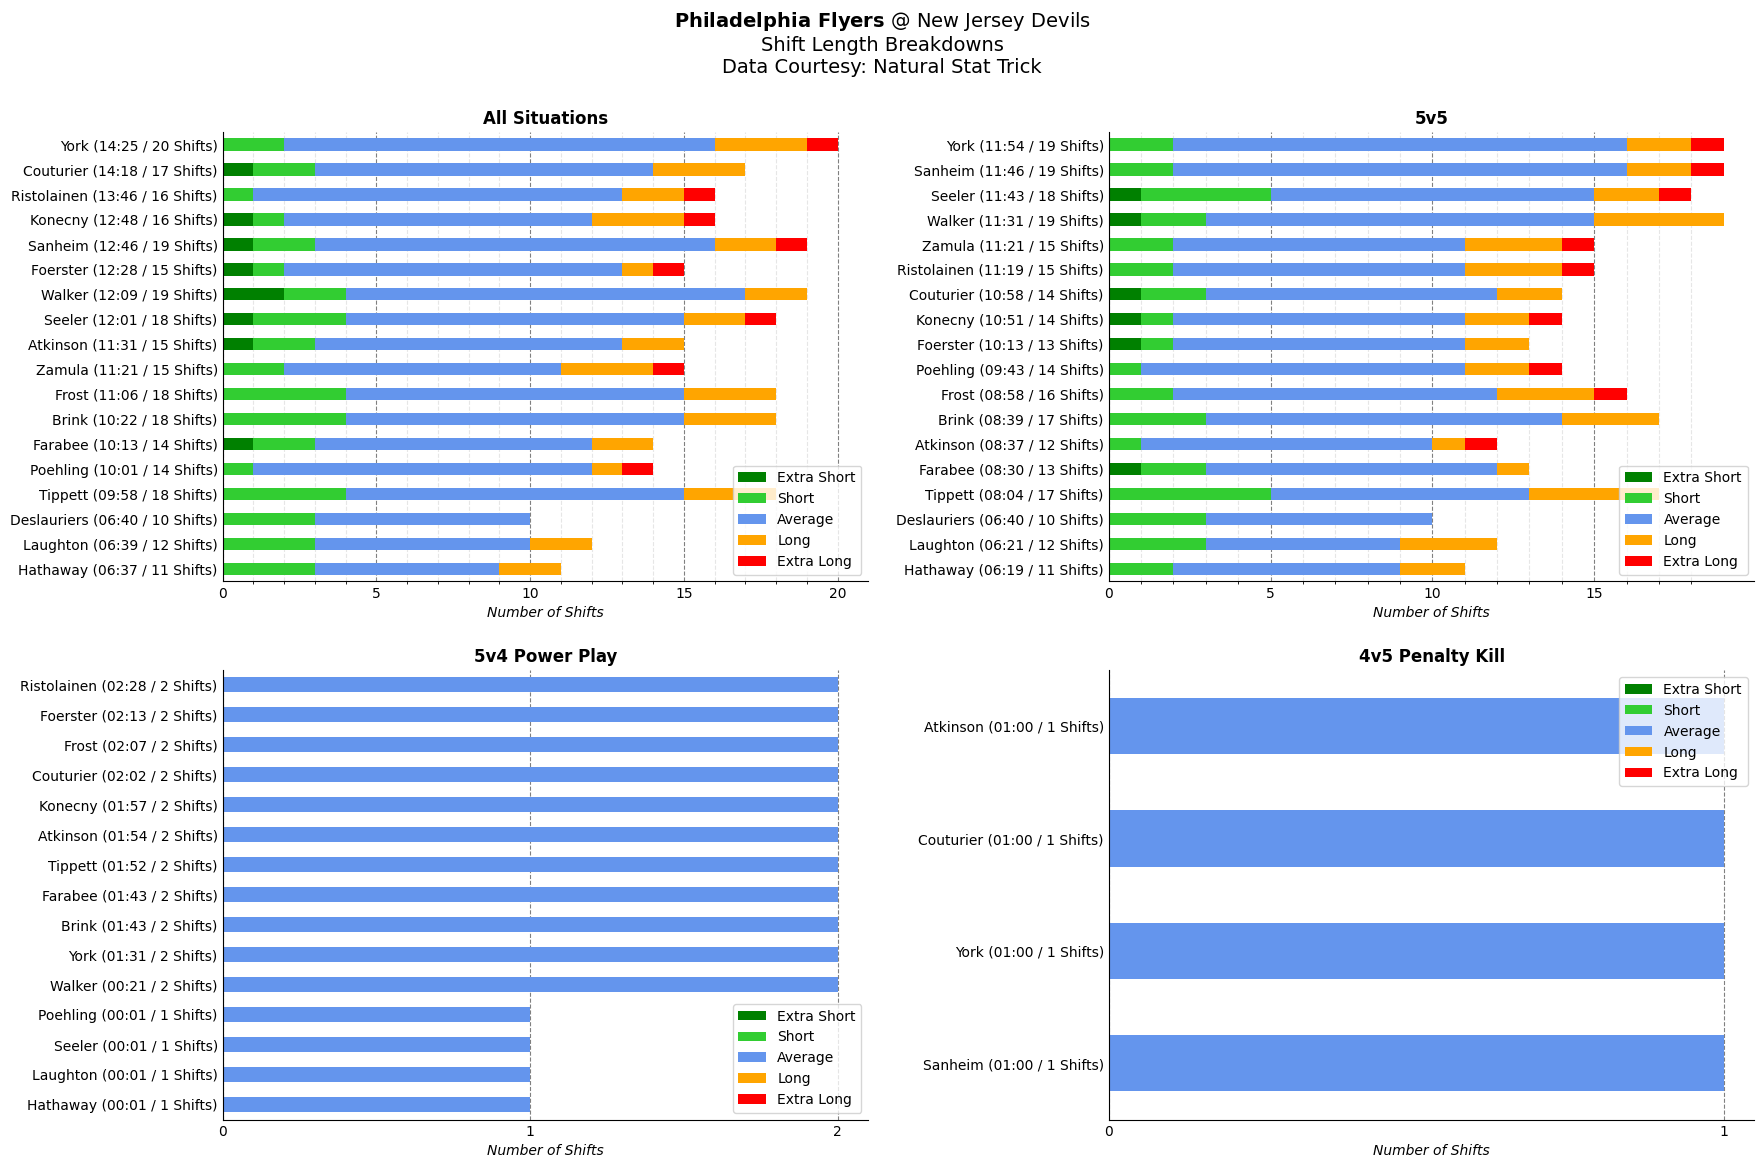 Philadelphia Flyers @ New Jersey Devils
Shift Length Breakdowns
Data Courtesy: Natural Stat Trick
All Situations
York (14:25 / 20 Shifts)
Couturier (14:18 / 17 Shifts)
Ristolainen (13:46 / 16 Shifts)
Konecny (12:48 / 16 Shifts)
Sanheim (12:46 / 19 Shifts)
Foerster (12:28 / 15 Shifts)
Walker (12:09 / 19 Shifts)
Seeler (12:01 / 18 Shifts)
Atkinson (11:31 / 15 Shifts)
Zamula (11:21 / 15 Shifts)
Frost (11:06 / 18 Shifts)
Brink (10:22 / 18 Shifts)
Farabee (10:13 / 14 Shifts)
Poehling (10:01 / 14 Shifts)
Tippett (09:58 / 18 Shifts)
Deslauriers (06:40 / 10 Shifts)
Laughton (06:39 / 12 Shifts)
Hathaway (06:37 / 11 Shifts)
Extra Short
Short
Average
Long
Extra Long
0 5 10 15 20
Number of Shifts
5v5
York (11:54 / 19 Shifts)
Sanheim (11:46 / 19 Shifts)
Seeler (11:43 / 18 Shifts)
Walker (11:31 / 19 Shifts)
Zamula (11:21 / 15 Shifts)
Ristolainen (11:19 / 15 Shifts)
Couturier (10:58 / 14 Shifts)
Konecny (10:51 / 14 Shifts)
Foerster (10:13 / 13 Shifts)
Poehling (09:43 / 14 Shifts)
Frost (08:58 / 16 Shifts)
Brink (08:39 / 17 Shifts)
Atkinson (08:37 / 12 Shifts)
Farabee (08:30 / 13 Shifts)
Tippett (08:04 / 17 Shifts)
Deslauriers (06:40 / 10 Shifts)
Laughton (06:21 / 12 Shifts)
Hathaway (06:19 / 11 Shifts)
Extra Short
Short
Average
Long
Extra Long
0 5 10 15
Number of Shifts
5v4 Power Play
Ristolainen (02:28 / 2 Shifts)
Foerster (02:13 / 2 Shifts)
Frost (02:07 / 2 Shifts)
Couturier (02:02 / 2 Shifts)
Konecny (01:57 / 2 Shifts)
Atkinson (01:54 / 2 Shifts)
Tippett (01:52 / 2 Shifts)
Farabee (01:43 / 2 Shifts)
Brink (01:43 / 2 Shifts)
York (01:31 / 2 Shifts)
Walker (00:21 / 2 Shifts)
Poehling (00:01 / 1 Shifts)
Seeler (00:01 / 1 Shifts)
Laughton (00:01 / 1 Shifts)
Hathaway (00:01 / 1 Shifts)
Extra Short
Short
Average
Long
Extra Long
0 1 2
Number of Shifts
4v5 Penalty Kill
Atkinson (01:00 / 1 Shifts)
Couturier (01:00 / 1 Shifts)
York (01:00 / 1 Shifts)
Sanheim (01:00 / 1 Shifts)
Extra Short
Short
Average
Long
Extra Long
0 1
Number of Shifts